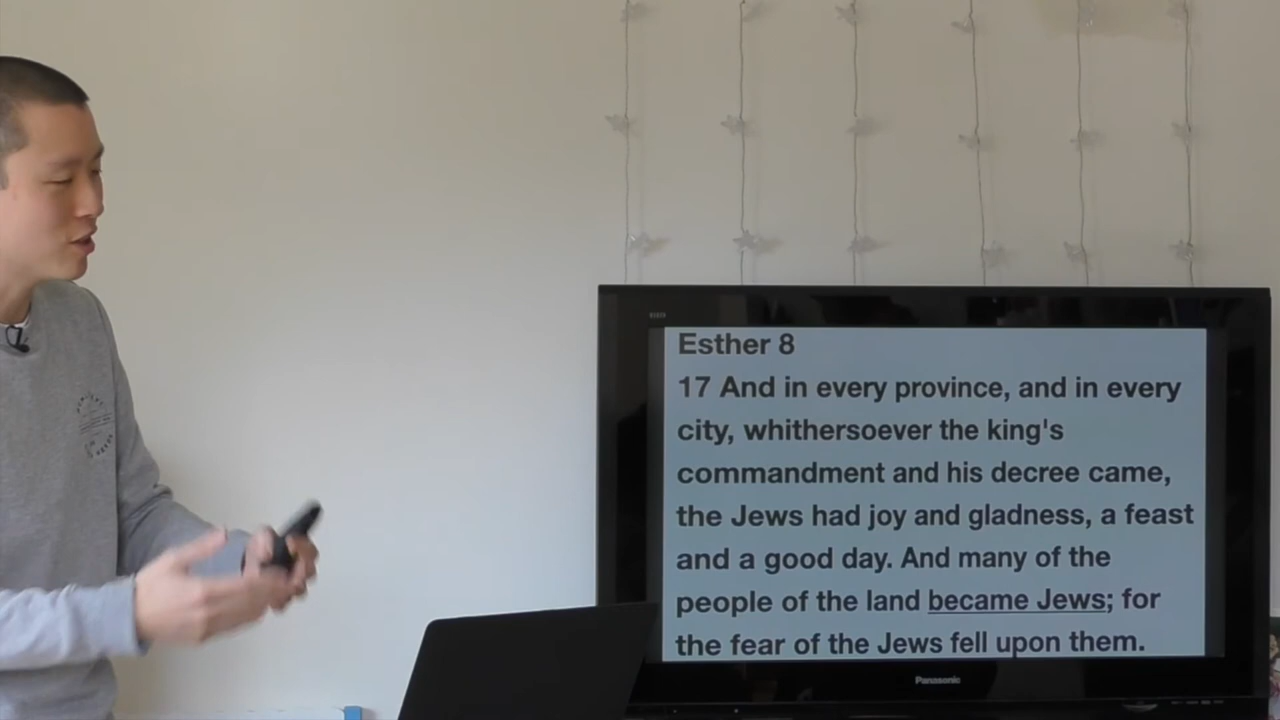 Esther 8
17 And in every province, and in every
city, whithersoever the king's
commandment and his decree came,
the Jews had joy and gladness, a feast
and a good day. And many of the
people of the land became Jews; for
the fear of the Jews fell upon them.
Panasonic